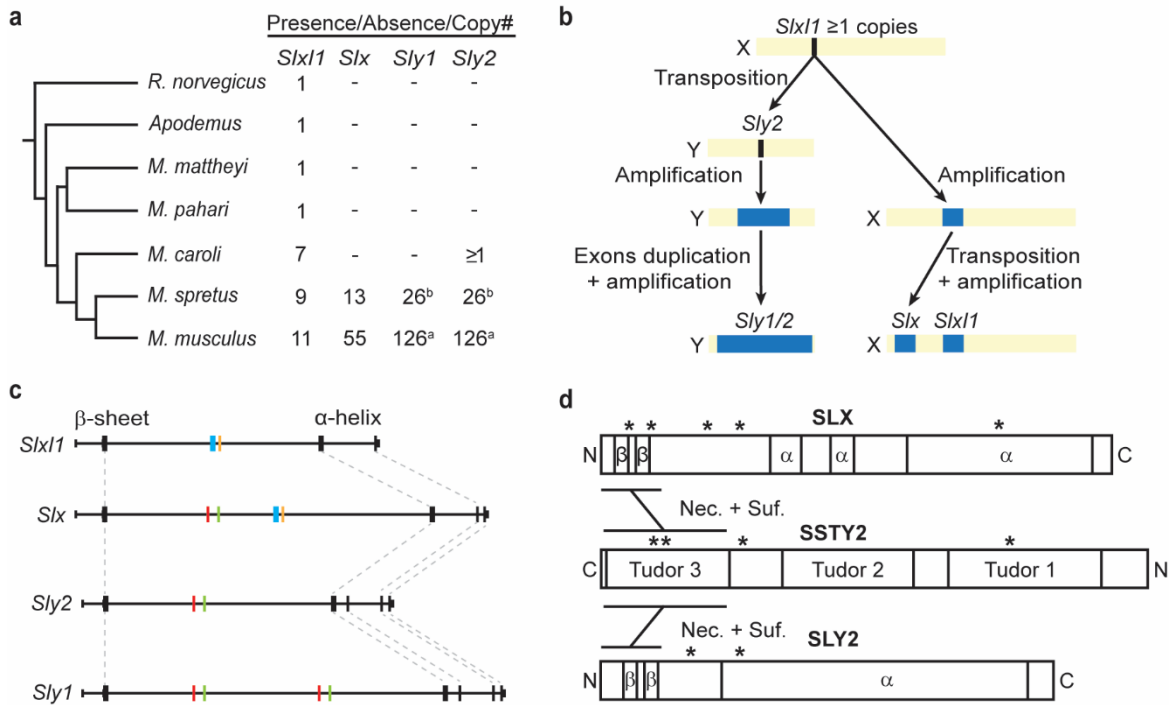 a
Presence/Absence/Copy#
Slxl1 Slx Sly1 Sly2
R. norvegicus 1 - - -
Apodemus 1 - - -
M. mattheyi 1 - - -
M. pahari 1 - - -
M. caroli 7 - - ≥1
M. spretus 9 13 26ᵇ 26ᵇ
M. musculus 11 55 126ᵃ 126ᵃ
b
Slxl1 ≥1 copies
X
Transposition
Sly2
Y
Amplification Amplification
Y X
Exons duplication
+ amplification
Transposition
+ amplification
Sly1/2 Slx Slxl1
Y X
c
β-sheet α-helix
Slxl1
Slx
Sly2
Sly1
d
SLX
* * * * *
N β β α α α C
Nec. + Suf.
SSTY2
** * *
C Tudor 3 Tudor 2 Tudor 1 N
Nec. + Suf.
SLY2
* *
N β β α C